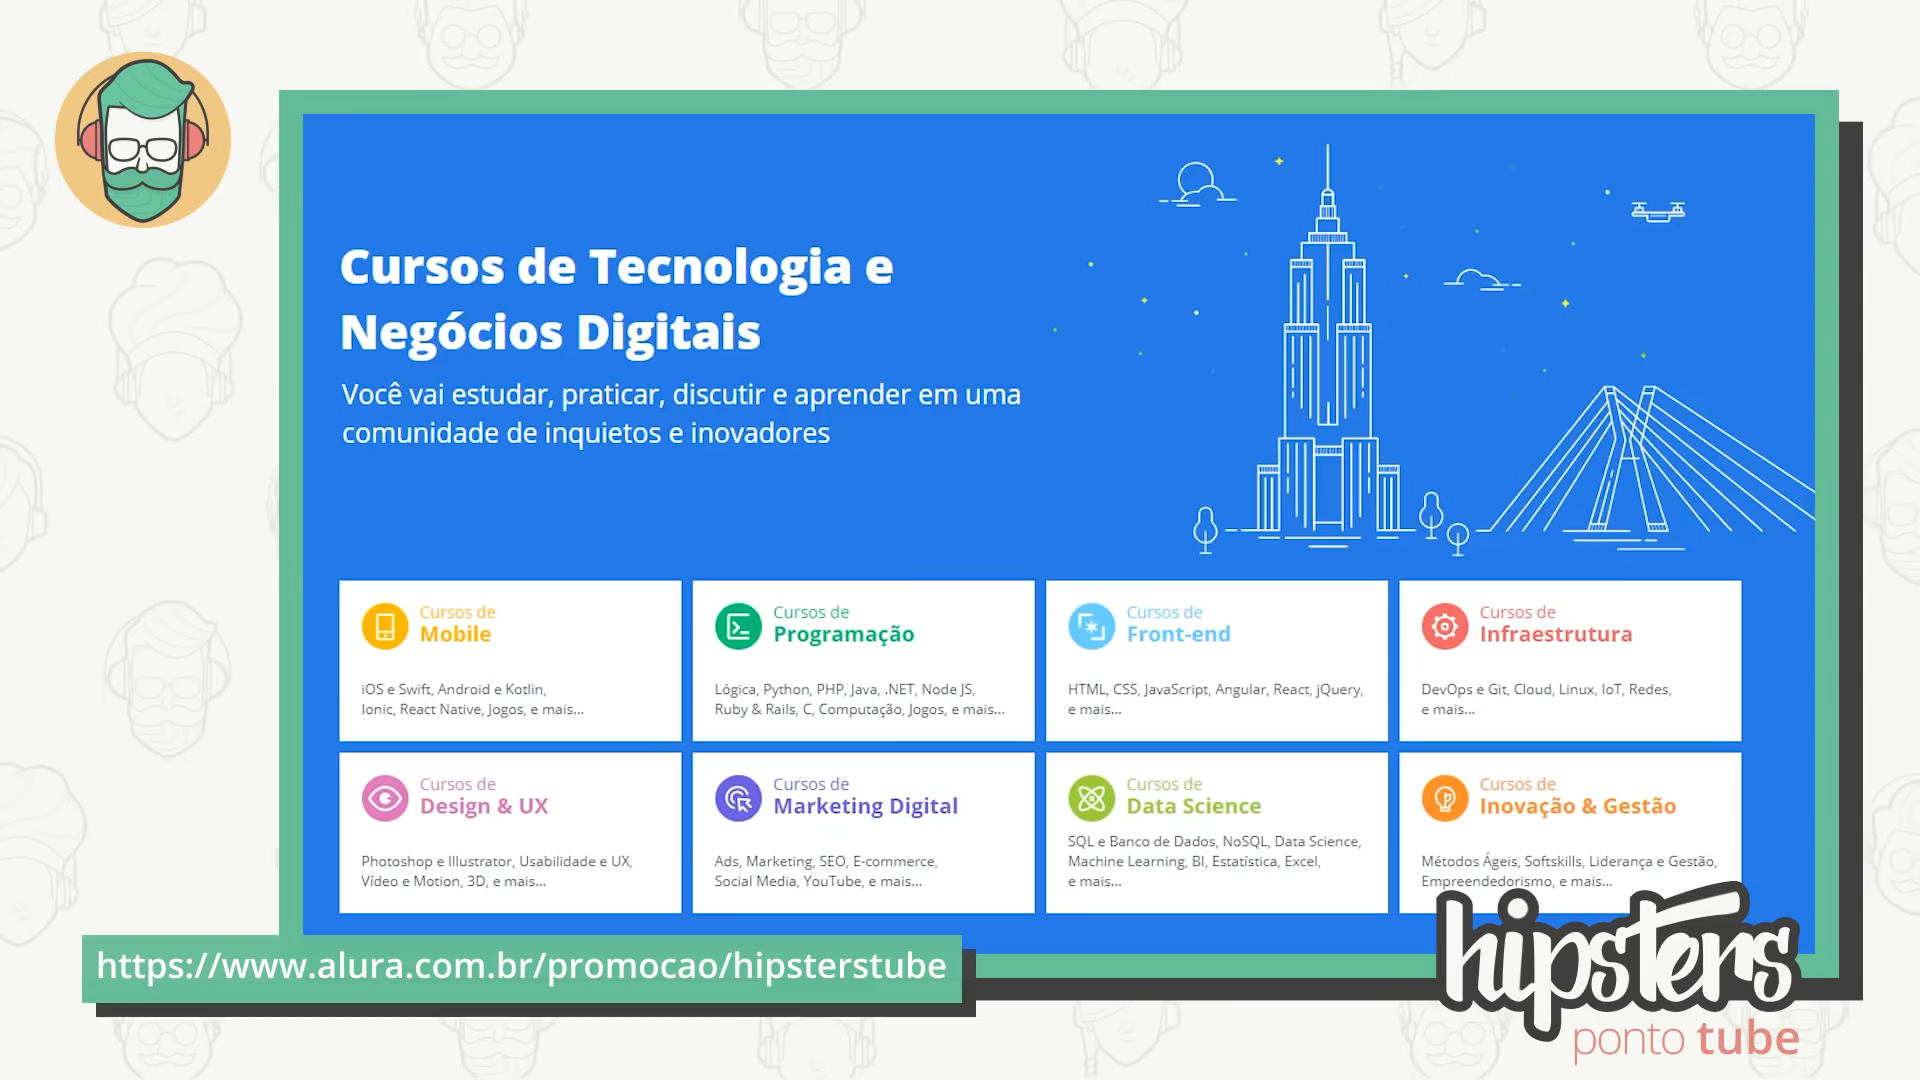 Cursos de Tecnologia e
Negócios Digitais
Você vai estudar, praticar, discutir e aprender em uma
comunidade de inquietos e inovadores
Cursos de
Mobile
iOS e Swift, Android e Kotlin,
Ionic, React Native, Jogos, e mais...
Cursos de
Programação
Lógica, Python, PHP, Java, .NET, Node JS,
Ruby & Rails, C, Computação, Jogos, e mais...
Cursos de
Front-end
HTML, CSS, JavaScript, Angular, React, jQuery,
e mais...
Cursos de
Infraestrutura
DevOps e Git, Cloud, Linux, IoT, Redes,
e mais...
Cursos de
Design & UX
Photoshop e Illustrator, Usabilidade e UX,
Vídeo e Motion, 3D, e mais...
Cursos de
Marketing Digital
Ads, Marketing, SEO, E-commerce,
Social Media, YouTube, e mais...
Cursos de
Data Science
SQL e Banco de Dados, NoSQL, Data Science,
Machine Learning, BI, Estatística, Excel,
e mais...
Cursos de
Inovação & Gestão
Métodos Ágeis, Softskills, Liderança e Gestão,
Empreendedorismo, e mais...
https://www.alura.com.br/promocao/hipsterstube
hipsters
ponto tube